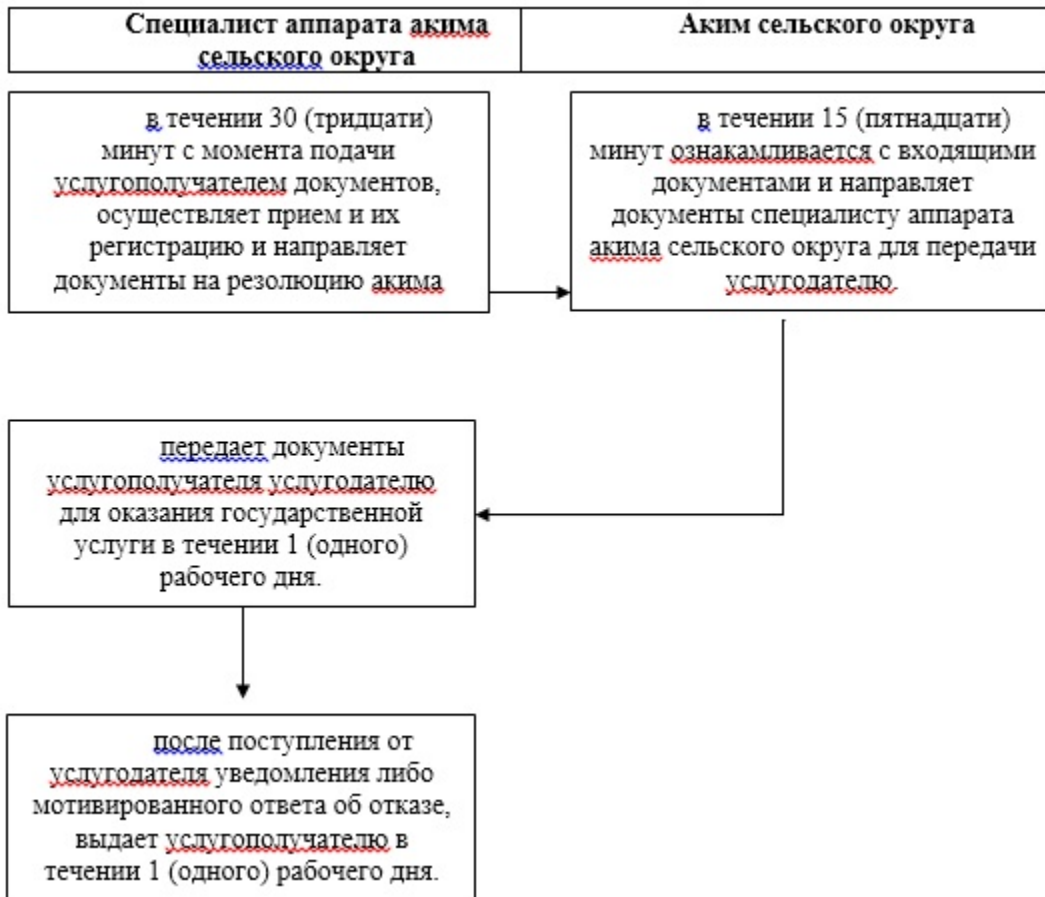 Специалист аппарата акима
сельского округа
Аким сельского округа
в течении 30 (тридцати)
минут с момента подачи
услугополучателем документов,
осуществляет прием и их
регистрацию и направляет
документы на резолюцию акима
в течении 15 (пятнадцати)
минут ознакамливается с входящими
документами и направляет
документы специалисту аппарата
акима сельского округа для передачи
услугодателю.
передает документы
услугополучателя услугодателю
для оказания государственной
услуги в течении 1 (одного)
рабочего дня.
после поступления от
услугодателя уведомления либо
мотивированного ответа об отказе,
выдает услугополучателю в
течении 1 (одного) рабочего дня.